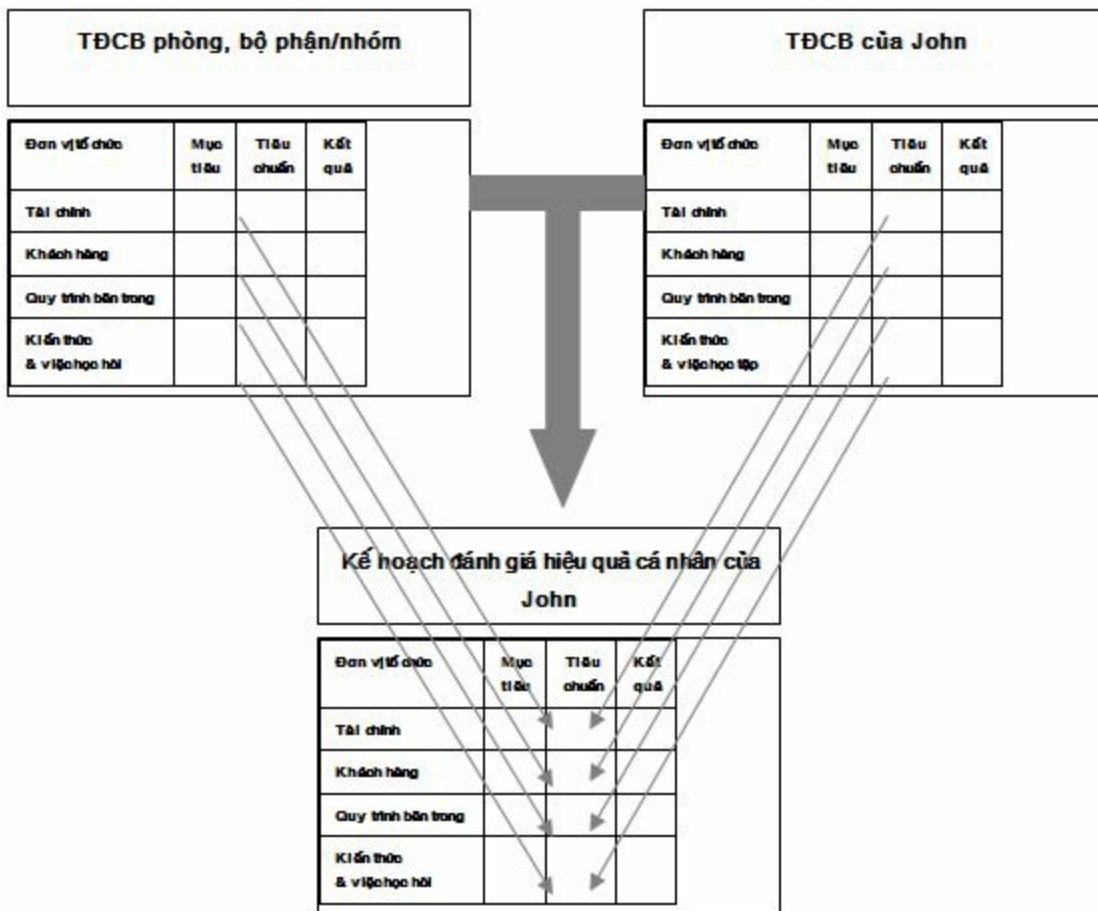 TĐCB phòng, bộ phận/nhóm
Đơn vị tổ chức
Mục
tiêu
Tiêu
chuẩn
Kết
quả
Tài chính
Khách hàng
Quy trình bên trong
Kiến thức
& việc học hỏi
TĐCB của John
Đơn vị tổ chức
Mục
tiêu
Tiêu
chuẩn
Kết
quả
Tài chính
Khách hàng
Quy trình bên trong
Kiến thức
& việc học tập
Kế hoạch đánh giá hiệu quả cá nhân của
John
Đơn vị tổ chức
Mục
tiêu
Tiêu
chuẩn
Kết
quả
Tài chính
Khách hàng
Quy trình bên trong
Kiến thức
& việc học hỏi